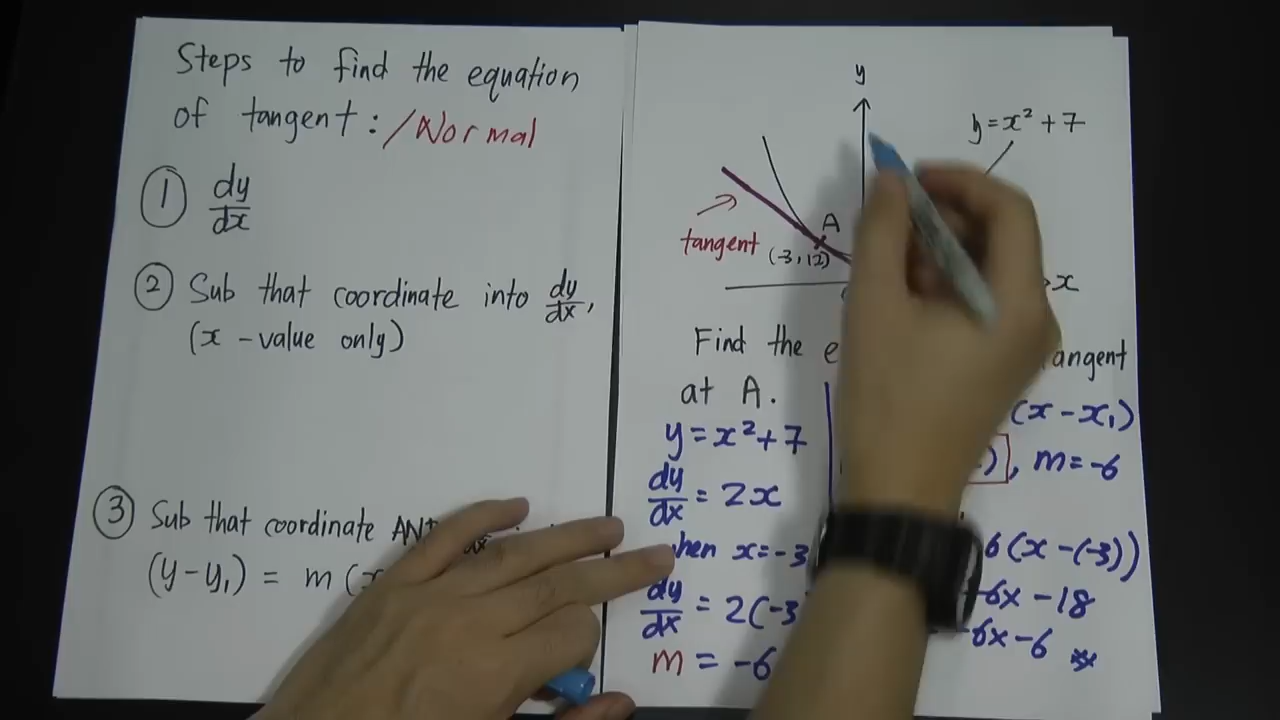 Steps to find the equation
of tangent: /Normal
① dy/dx
② Sub that coordinate into dy/dx,
(x - value only)
③ Sub that coordinate
(y - y₁) = m (x
y
y = x² + 7
A
tangent
(-3, 12)
x
Find the
angent
at A.
y = x² + 7
dy/dx = 2x
hen x = -3
dy/dx = 2(-3
m = -6
(x - x₁)
), m = -6
6(x - (-3))
-6x - 18
-6x - 6